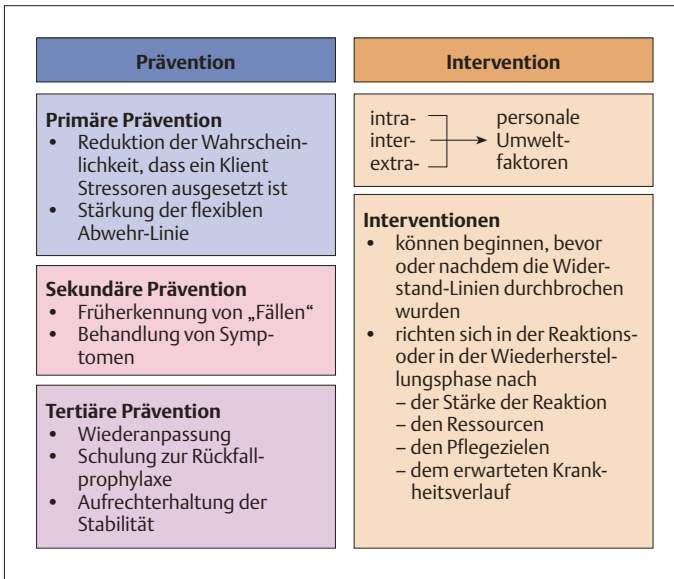 Prävention
Primäre Prävention
• Reduktion der Wahrschein-
lichkeit, dass ein Klient
Stressoren ausgesetzt ist
• Stärkung der flexiblen
Abwehr-Linie
Sekundäre Prävention
• Früherkennung von „Fällen“
• Behandlung von Symp-
tomen
Tertiäre Prävention
• Wiederanpassung
• Schulung zur Rückfall-
prophylaxe
• Aufrechterhaltung der
Stabilität
Intervention
intra- personale
inter- Umwelt-
extra- faktoren
Interventionen
• können beginnen, bevor
oder nachdem die Wider-
stand-Linien durchbrochen
wurden
• richten sich in der Reaktions-
oder in der Wiederherstel-
lungsphase nach
– der Stärke der Reaktion
– den Ressourcen
– den Pflegezielen
– dem erwarteten Krank-
heitsverlauf